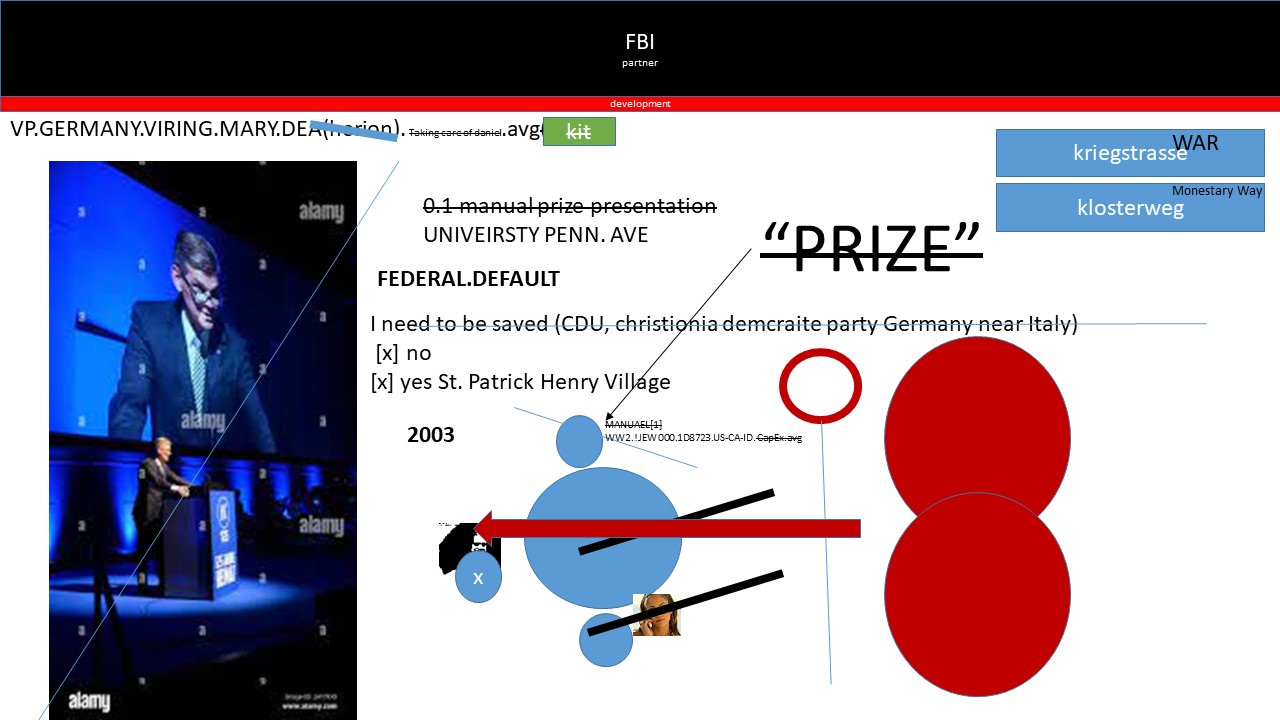 FBI
partner
development
VP.GERMANY.VIRING.MARY.DEA(herion). Taking care of daniel.avg
kit
kriegstrasse
WAR
klosterweg
Monestary Way
0.1 manual prize presentation
UNIVEIRSTY PENN. AVE
“PRIZE”
FEDERAL.DEFAULT
I need to be saved (CDU, christionia demcraite party Germany near Italy)
[x] no
[x] yes St. Patrick Henry Village
2003
MANUAEL[1]
WW2.!JEW000.1D8723.US-CA-ID.CapEx.avg
x
alamy
alamy
alamy
alamy
www.alamy.com